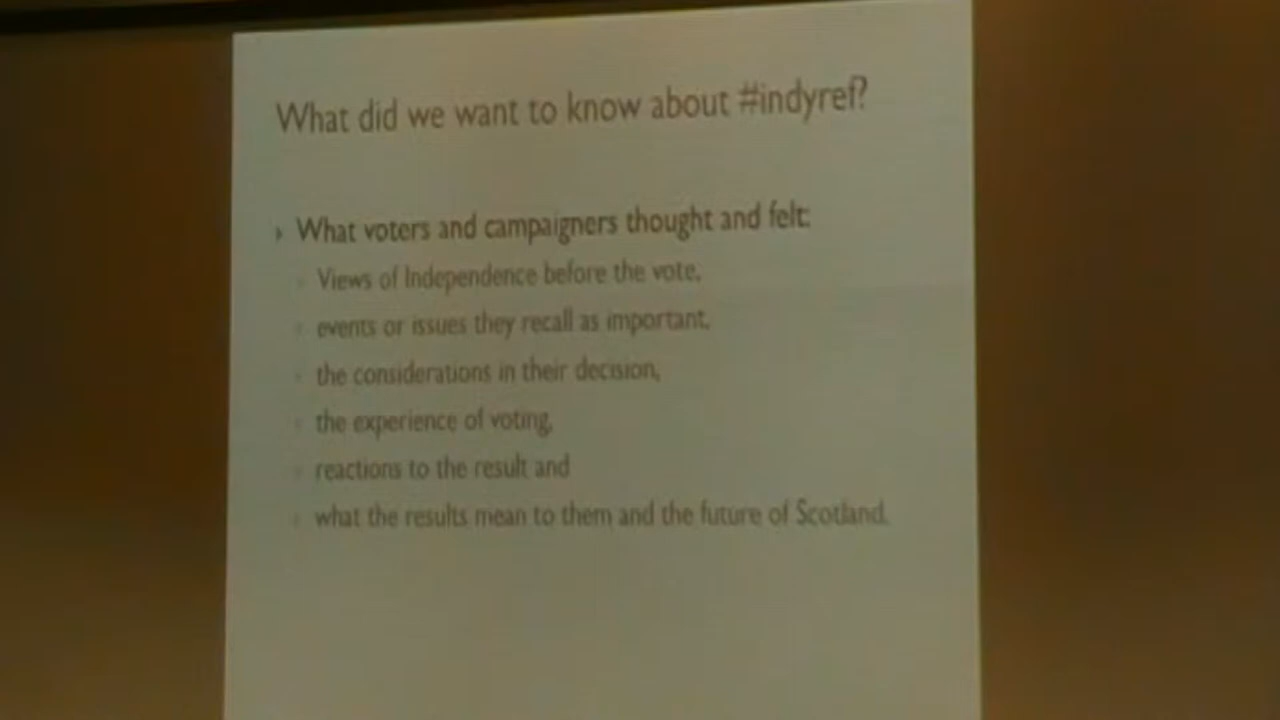 What did we want to know about #indyref?
What voters and campaigners thought and felt:
Views of Independence before the vote,
events or issues they recall as important,
the considerations in their decision,
the experience of voting,
reactions to the result and
what the results mean to them and the future of Scotland.